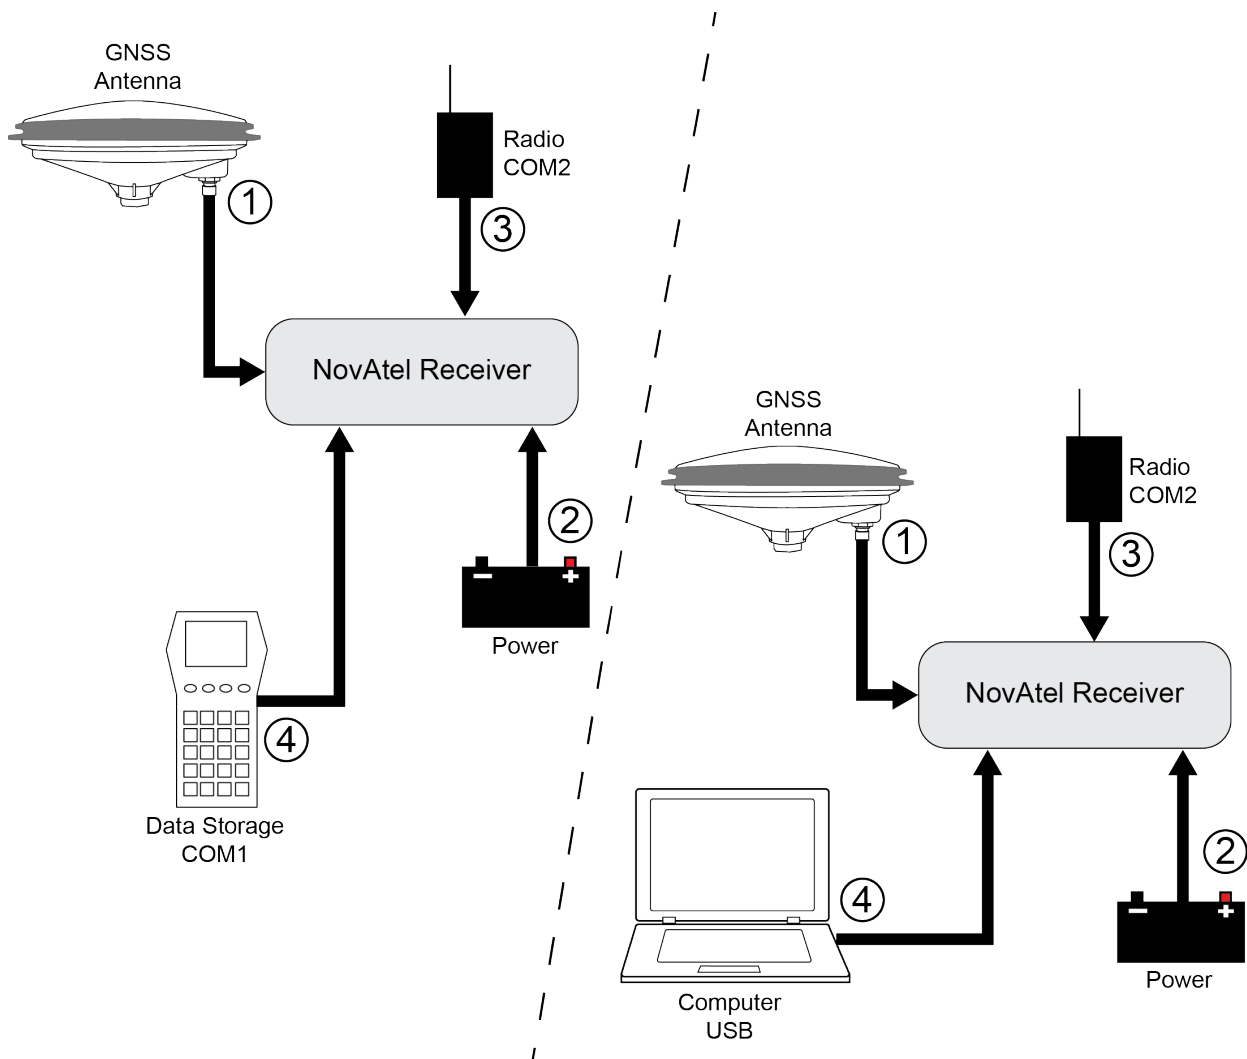 GNSS
Antenna
Radio
COM2
1
3
NovAtel Receiver
2
Power
4
Data Storage
COM1
GNSS
Antenna
Radio
COM2
1
3
NovAtel Receiver
2
Power
4
Computer
USB